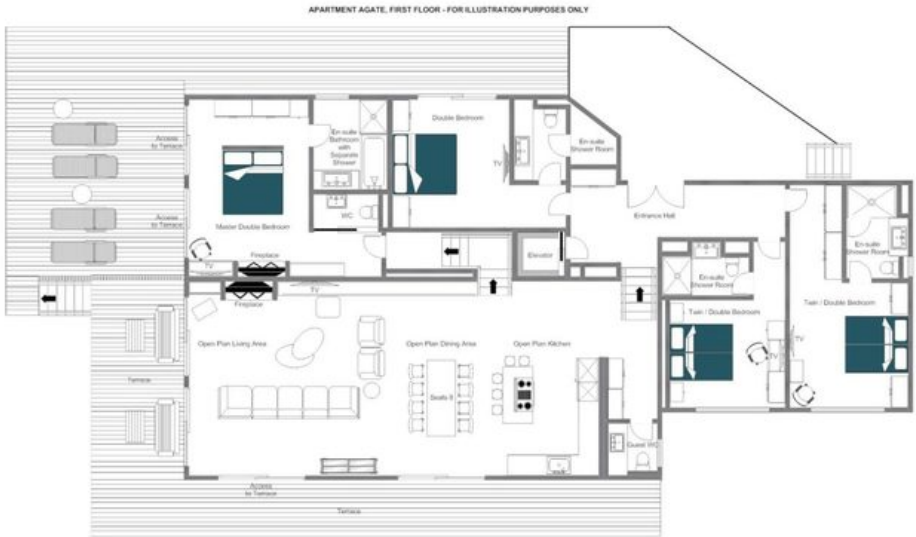 APARTMENT AGATE, FIRST FLOOR - FOR ILLUSTRATION PURPOSES ONLY
Access
to Terrace
En-suite
Bathroom
with
Separate
Shower
Double Bedroom
TV
En-suite
Shower Room
Access
to Terrace
Master Double Bedroom
WC
Entrance Hall
Elevator
En-suite
Shower Room
En-suite
Shower Room
Fireplace
TV
Fireplace
TV
Twin / Double Bedroom
Twin / Double Bedroom
Open Plan Living Area
Open Plan Dining Area
Open Plan Kitchen
TV
TV
Terrace
Seats 8
Guest WC
Access
to Terrace
Terrace